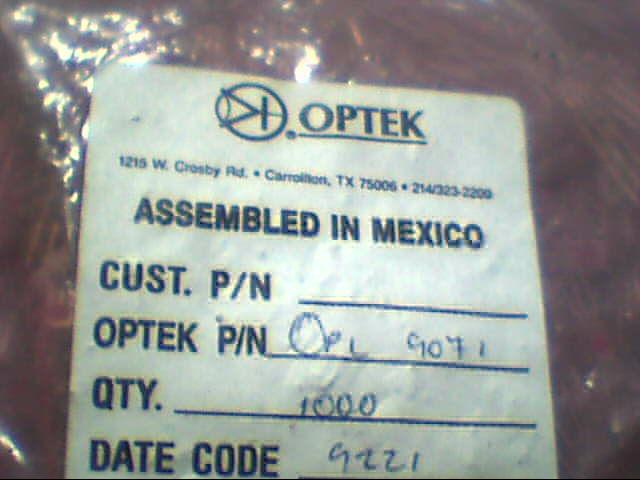 OPTEK
1215 W. Crosby Rd. • Carrollton, TX 75006 • 214/323-2200
ASSEMBLED IN MEXICO
CUST. P/N
OPTEK P/N OPL 9071
QTY. 1000
DATE CODE 9221